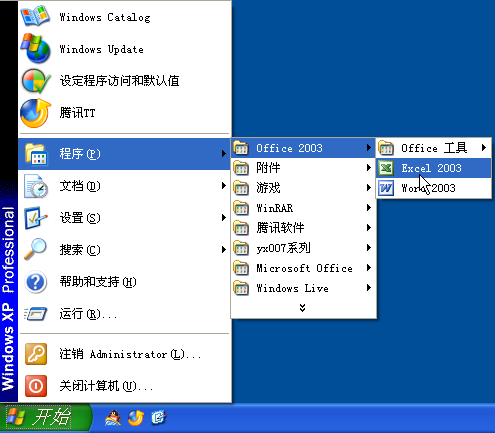 Windows Catalog
Windows Update
设定程序访问和默认值
腾讯TT
程序(P)
文档(D)
设置(S)
搜索(C)
帮助和支持(H)
运行(R)...
注销 Administrator(L)...
关闭计算机(U)...
Windows XP Professional
Office 2003
附件
游戏
WinRAR
腾讯软件
yx007系列
Microsoft Office
Windows Live
Office 工具
Excel 2003
Word 2003
开始